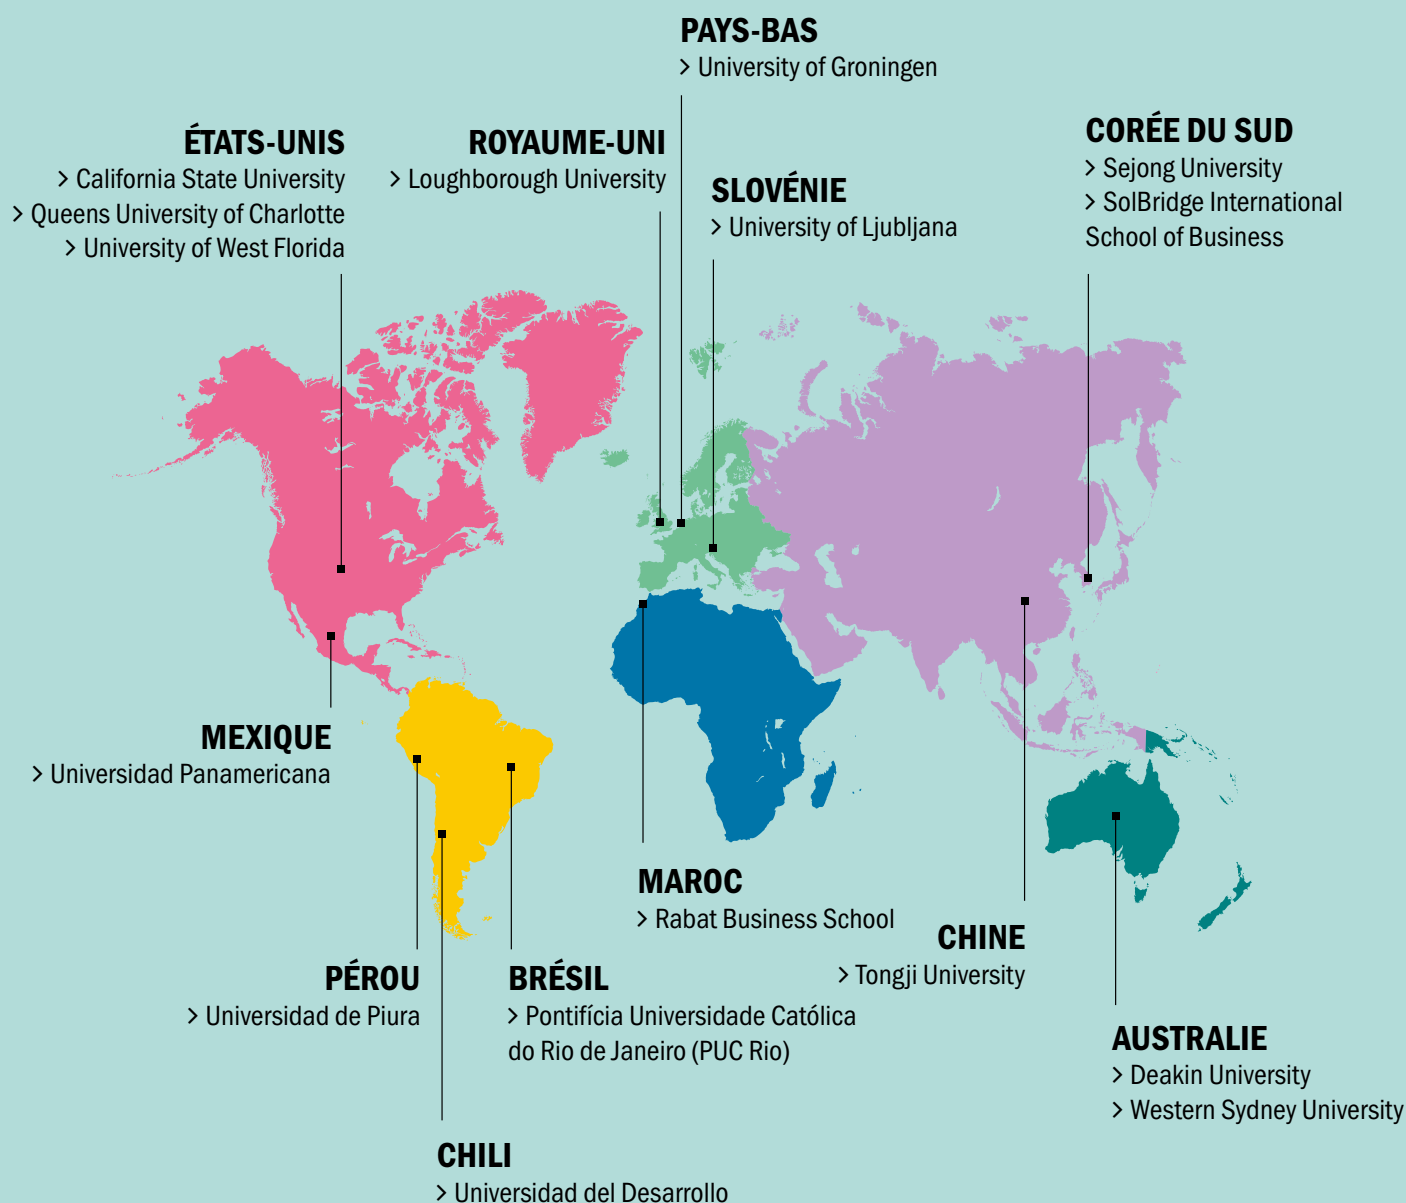 PAYS-BAS
> University of Groningen
ÉTATS-UNIS
> California State University
> Queens University of Charlotte
> University of West Florida
ROYAUME-UNI
> Loughborough University
SLOVÉNIE
> University of Ljubljana
CORÉE DU SUD
> Sejong University
> SolBridge International
School of Business
MEXIQUE
> Universidad Panamericana
MAROC
> Rabat Business School
CHINE
> Tongji University
PÉROU
> Universidad de Piura
BRÉSIL
> Pontifícia Universidade Católica
do Rio de Janeiro (PUC Rio)
AUSTRALIE
> Deakin University
> Western Sydney University
CHILI
> Universidad del Desarrollo